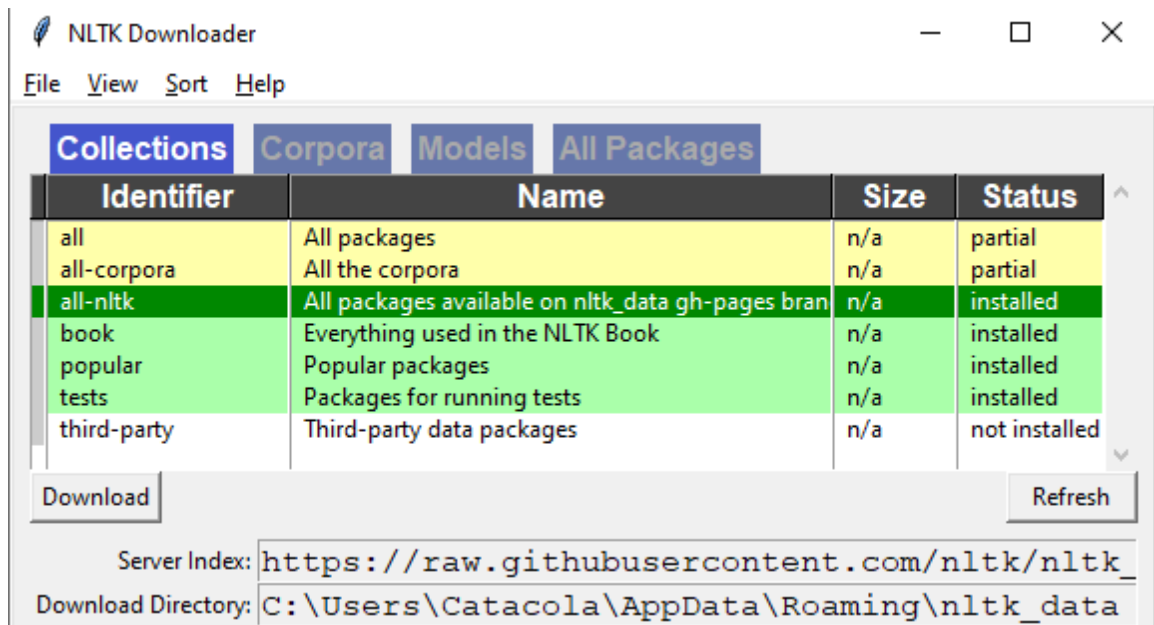 NLTK Downloader
File View Sort Help
Collections Corpora Models All Packages
Identifier Name Size Status
all All packages n/a partial
all-corpora All the corpora n/a partial
all-nltk All packages available on nltk_data gh-pages bran n/a installed
book Everything used in the NLTK Book n/a installed
popular Popular packages n/a installed
tests Packages for running tests n/a installed
third-party Third-party data packages n/a not installed
Download Refresh
Server Index: https://raw.githubusercontent.com/nltk/nltk_
Download Directory: C:\Users\Catacola\AppData\Roaming\nltk_data